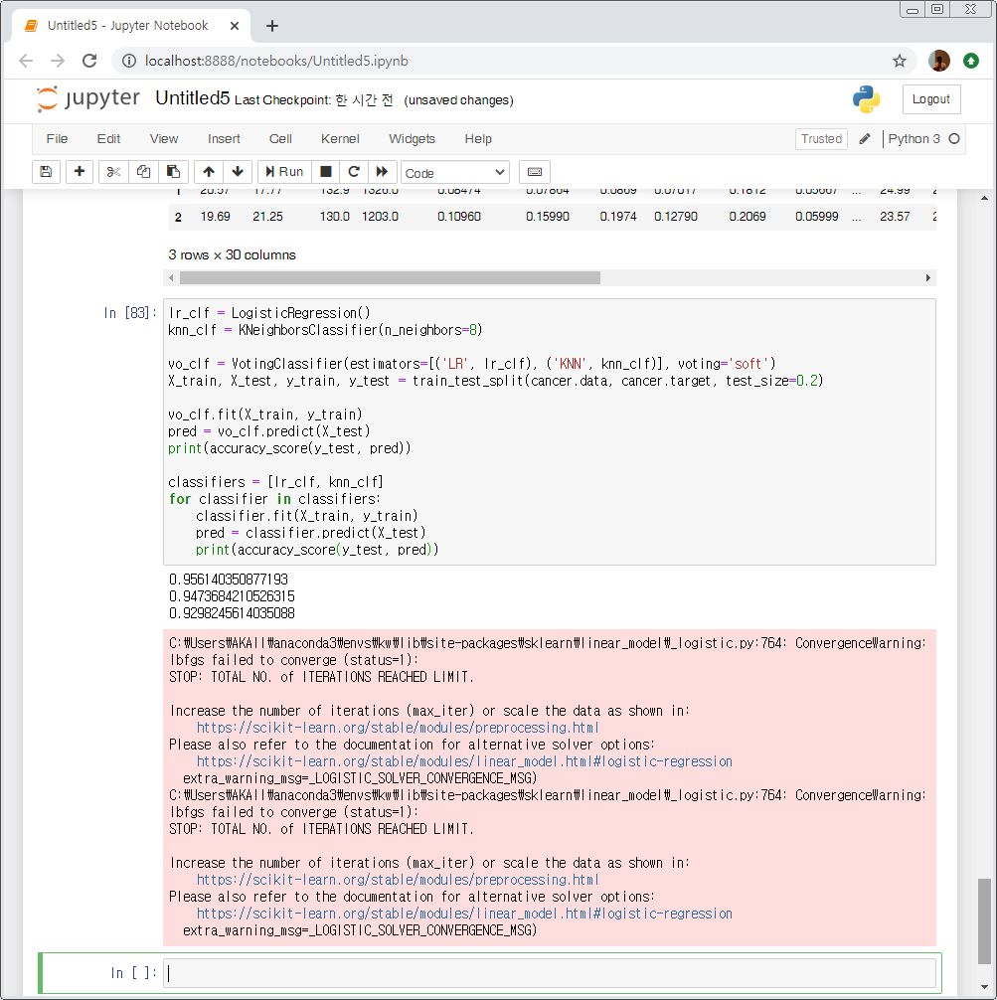 Untitled5 - Jupyter Notebook
localhost:8888/notebooks/Untitled5.ipynb
jupyter Untitled5 Last Checkpoint: 한 시간 전 (unsaved changes)
Logout
File Edit View Insert Cell Kernel Widgets Help
Trusted Python 3
Run Code
1 20.57 17.77 132.9 1326.0 0.08474 0.07864 0.0869 0.07017 0.1812 0.05667 ... 24.99
2 19.69 21.25 130.0 1203.0 0.10960 0.15990 0.1974 0.12790 0.2069 0.05999 ... 23.57
3 rows × 30 columns
In [83]:
lr_clf = LogisticRegression()
knn_clf = KNeighborsClassifier(n_neighbors=8)
vo_clf = VotingClassifier(estimators=[('LR', lr_clf), ('KNN', knn_clf)], voting='soft')
X_train, X_test, y_train, y_test = train_test_split(cancer.data, cancer.target, test_size=0.2)
vo_clf.fit(X_train, y_train)
pred = vo_clf.predict(X_test)
print(accuracy_score(y_test, pred))
classifiers = [lr_clf, knn_clf]
for classifier in classifiers:
    classifier.fit(X_train, y_train)
    pred = classifier.predict(X_test)
    print(accuracy_score(y_test, pred))
0.956140350877193
0.9473684210526315
0.9298245614035088
C:₩Users₩AKAII₩anaconda3₩envs₩kw₩lib₩site-packages₩sklearn₩linear_model₩_logistic.py:764: ConvergenceWarning:
lbfgs failed to converge (status=1):
STOP: TOTAL NO. of ITERATIONS REACHED LIMIT.
Increase the number of iterations (max_iter) or scale the data as shown in:
    https://scikit-learn.org/stable/modules/preprocessing.html
Please also refer to the documentation for alternative solver options:
    https://scikit-learn.org/stable/modules/linear_model.html#logistic-regression
  extra_warning_msg=_LOGISTIC_SOLVER_CONVERGENCE_MSG)
C:₩Users₩AKAII₩anaconda3₩envs₩kw₩lib₩site-packages₩sklearn₩linear_model₩_logistic.py:764: ConvergenceWarning:
lbfgs failed to converge (status=1):
STOP: TOTAL NO. of ITERATIONS REACHED LIMIT.
Increase the number of iterations (max_iter) or scale the data as shown in:
    https://scikit-learn.org/stable/modules/preprocessing.html
Please also refer to the documentation for alternative solver options:
    https://scikit-learn.org/stable/modules/linear_model.html#logistic-regression
  extra_warning_msg=_LOGISTIC_SOLVER_CONVERGENCE_MSG)
In [ ]: